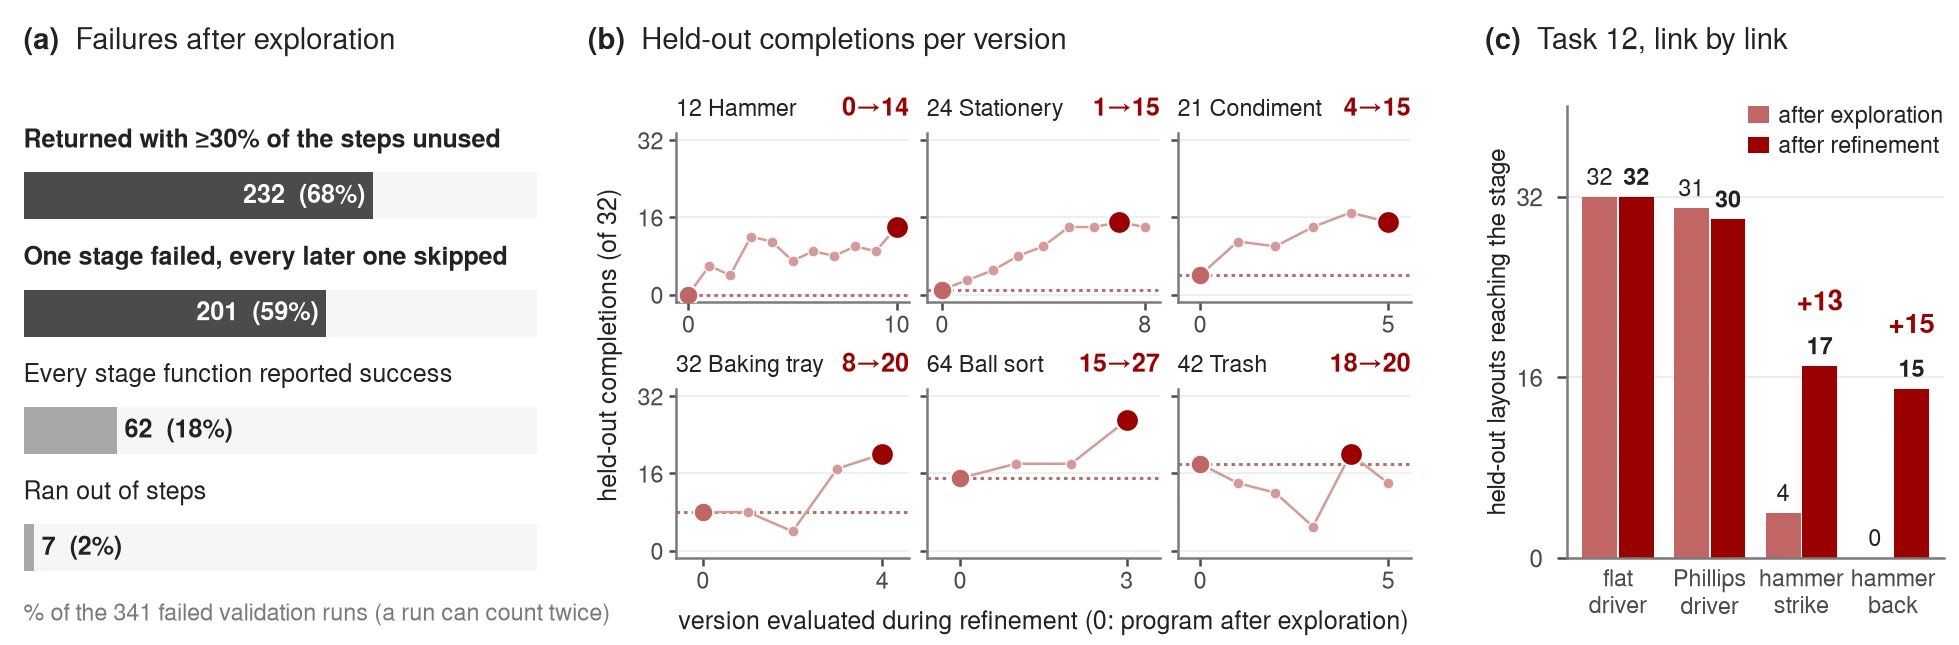 (a) Failures after exploration
Returned with ≥30% of the steps unused
232 (68%)
One stage failed, every later one skipped
201 (59%)
Every stage function reported success
62 (18%)
Ran out of steps
7 (2%)
% of the 341 failed validation runs (a run can count twice)
(b) Held-out completions per version
held-out completions (of 32)
12 Hammer 0→14
32
16
0
0 10
24 Stationery 1→15
0 8
21 Condiment 4→15
0 5
32 Baking tray 8→20
32
16
0
0 4
64 Ball sort 15→27
0 3
42 Trash 18→20
0 5
version evaluated during refinement (0: program after exploration)
(c) Task 12, link by link
after exploration
after refinement
held-out layouts reaching the stage
32
16
0
32 32
31 30
4 17
+13
0 15
+15
flat
driver
Phillips
driver
hammer
strike
hammer
back